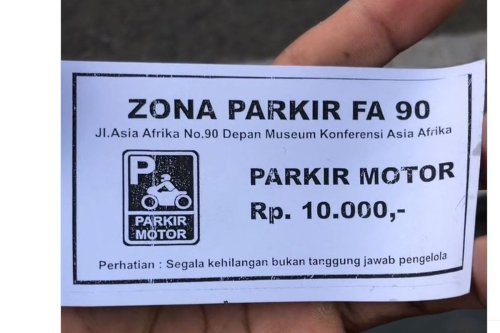 ZONA PARKIR FA 90
Jl.Asia Afrika No.90 Depan Museum Konferensi Asia Afrika
P
PARKIR
MOTOR
PARKIR MOTOR
Rp. 10.000,-
Perhatian : Segala kehilangan bukan tanggung jawab pengelola